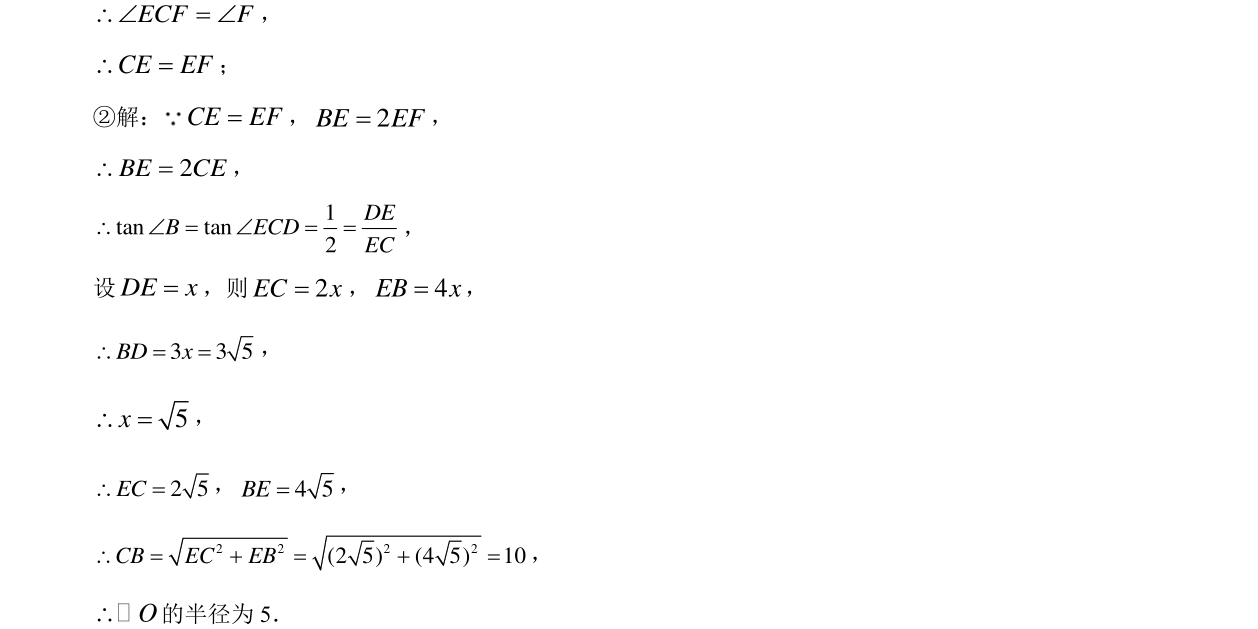 ∴∠ECF = ∠F，
∴CE = EF；
②解：∵CE = EF，BE = 2EF，
∴BE = 2CE，
∴tan∠B = tan∠ECD = 1/2 = DE/EC，
设DE = x，则EC = 2x，EB = 4x，
∴BD = 3x = 3√5，
∴x = √5，
∴EC = 2√5，BE = 4√5，
∴CB = √(EC² + EB²) = √((2√5)² + (4√5)²) = 10，
∴□ O的半径为 5．